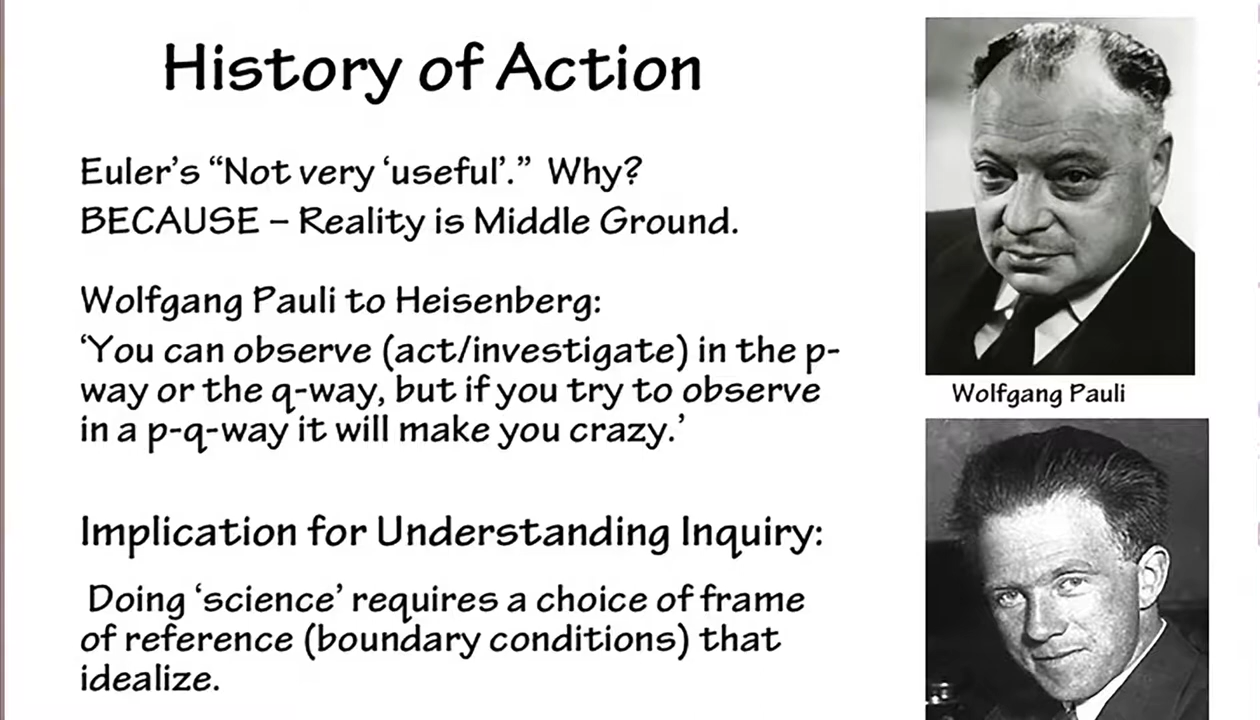 History of Action
Euler's “Not very ‘useful’.” Why?
BECAUSE – Reality is Middle Ground.
Wolfgang Pauli to Heisenberg:
‘You can observe (act/investigate) in the p-
way or the q-way, but if you try to observe
in a p-q-way it will make you crazy.’
Implication for Understanding Inquiry:
Doing ‘science’ requires a choice of frame
of reference (boundary conditions) that
idealize.
Wolfgang Pauli